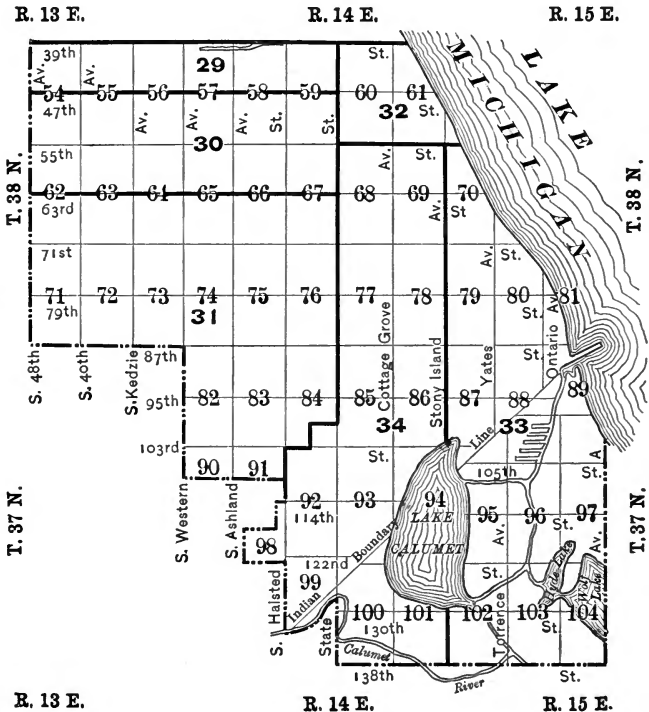 R. 13 E. R. 14 E. R. 15 E.
39th St.
29
LAKE
MICHIGAN
Av. Av.
54 55 56 57 58 59 60 61
47th Av. Av. Av. St. St. 32 St.
30
55th Av. St.
T. 38 N. T. 38 N.
62 63 64 65 66 67 68 69 70
63rd Av. St
71st Av. St.
71 72 73 74 75 76 77 78 79 80 81
79th 31 St. Av.
S. 48th S. 40th S. Kedzie 87th Cottage Grove Stony Island Yates St. Ontario
82 83 85 86 87 88 89
95th 34 33
Line
103rd St. 105th St. A
90 91
S. Western S. Ashland
92 93 94 95 96 97
114th LAKE Av. St. Av.
T. 37 N. T. 37 N.
98 CALUMET
122nd Boundary St. Hyde Lake Wolf Lake
99
Indian
S. Halsted State
100 101 102 103 104
130th Torrence St.
Calumet River
138th St.
R. 13 E. R. 14 E. R. 15 E.